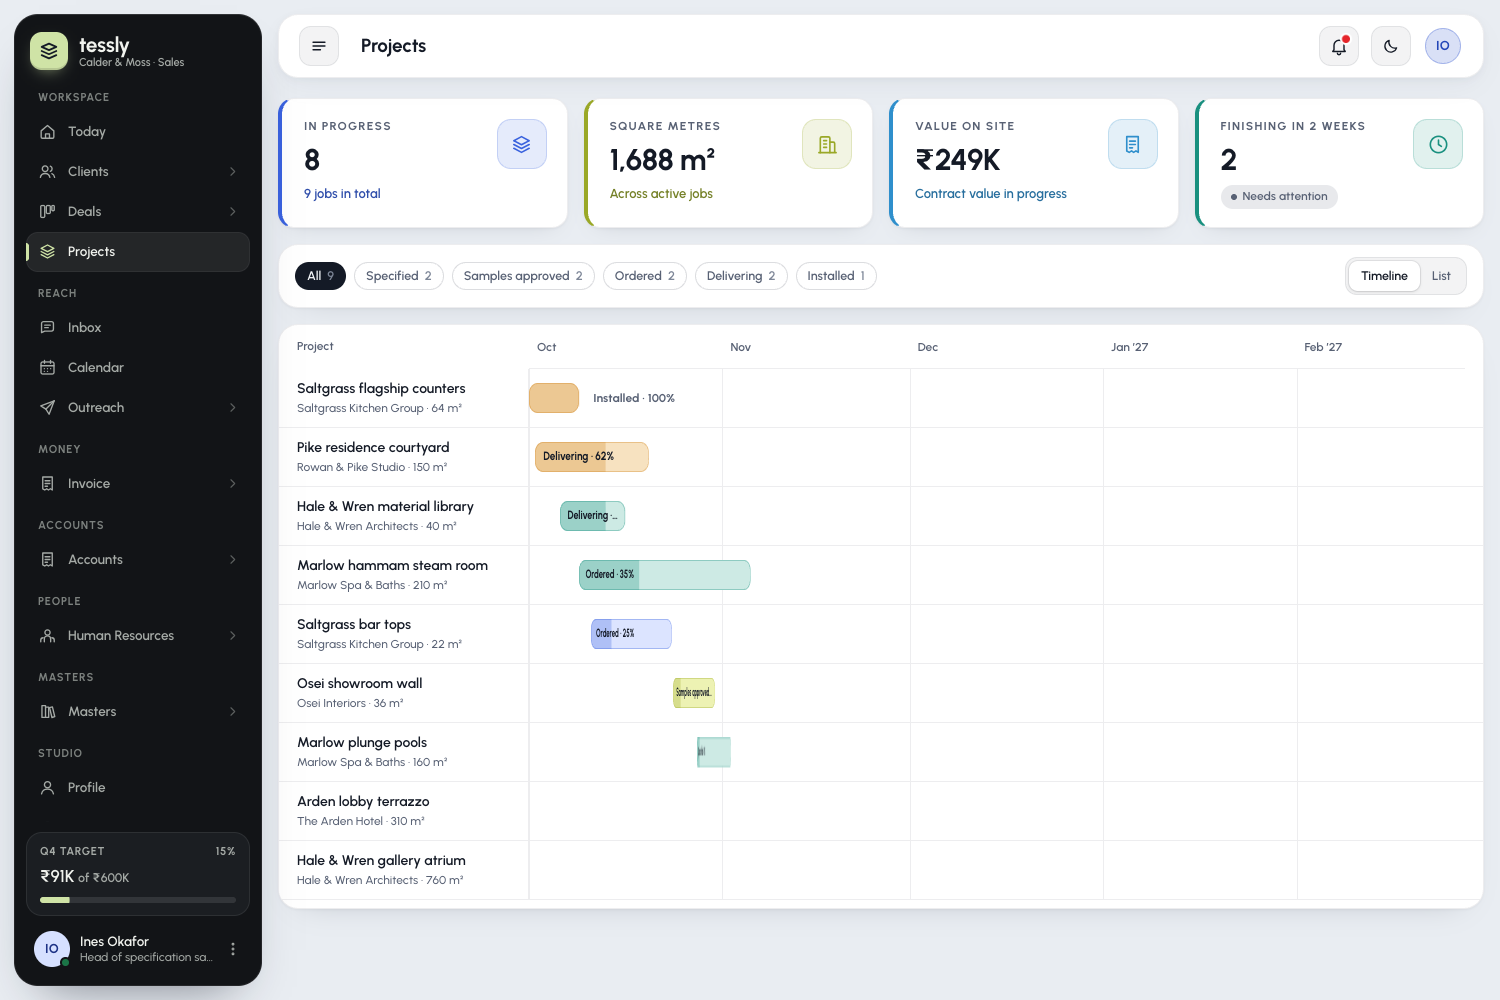 tessly
Calder & Moss · Sales
WORKSPACE
Today
Clients
Deals
Projects
REACH
Inbox
Calendar
Outreach
MONEY
Invoice
ACCOUNTS
Accounts
PEOPLE
Human Resources
MASTERS
Masters
STUDIO
Profile
Q4 TARGET 15%
₹91K of ₹600K
IO
Ines Okafor
Head of specification sa...
Projects
IO
IN PROGRESS
8
9 jobs in total
SQUARE METRES
1,688 m²
Across active jobs
VALUE ON SITE
₹249K
Contract value in progress
FINISHING IN 2 WEEKS
2
Needs attention
All 9 Specified 2 Samples approved 2 Ordered 2 Delivering 2 Installed 1
Timeline List
Project Oct Nov Dec Jan '27 Feb '27
Saltgrass flagship counters
Saltgrass Kitchen Group · 64 m²
Installed · 100%
Pike residence courtyard
Rowan & Pike Studio · 150 m²
Delivering · 62%
Hale & Wren material library
Hale & Wren Architects · 40 m²
Delivering ·...
Marlow hammam steam room
Marlow Spa & Baths · 210 m²
Ordered · 35%
Saltgrass bar tops
Saltgrass Kitchen Group · 22 m²
Ordered · 25%
Osei showroom wall
Osei Interiors · 36 m²
Samples approved...
Marlow plunge pools
Marlow Spa & Baths · 160 m²
Arden lobby terrazzo
The Arden Hotel · 310 m²
Hale & Wren gallery atrium
Hale & Wren Architects · 760 m²